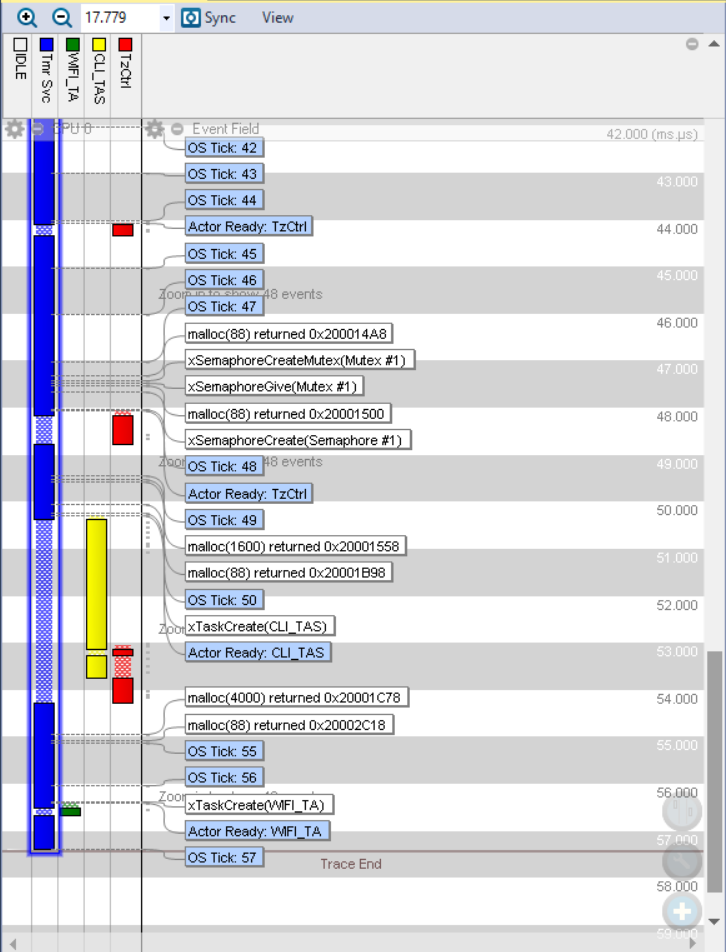 17.779 Sync View
IDLE
Tmr Svc
WIFI_TA
CLI_TAS
TzCtrl
CPU 0 Event Field 42.000 (ms.µs)
OS Tick: 42
OS Tick: 43 43.000
OS Tick: 44
Actor Ready: TzCtrl 44.000
OS Tick: 45
OS Tick: 46 45.000
Zoom in to show 48 events
OS Tick: 47
46.000
malloc(88) returned 0x200014A8
xSemaphoreCreateMutex(Mutex #1)
47.000
xSemaphoreGive(Mutex #1)
malloc(88) returned 0x20001500 48.000
xSemaphoreCreate(Semaphore #1)
OS Tick: 48 49.000
Zoom 48 events
Actor Ready: TzCtrl
50.000
OS Tick: 49
malloc(1600) returned 0x20001558
51.000
malloc(88) returned 0x20001B98
OS Tick: 50 52.000
xTaskCreate(CLI_TAS)
Zoo
Actor Ready: CLI_TAS 53.000
malloc(4000) returned 0x20001C78 54.000
malloc(88) returned 0x20002C18
OS Tick: 55 55.000
OS Tick: 56
56.000
xTaskCreate(WIFI_TA)
Actor Ready: WIFI_TA
57.000
OS Tick: 57
Trace End
58.000
59.000